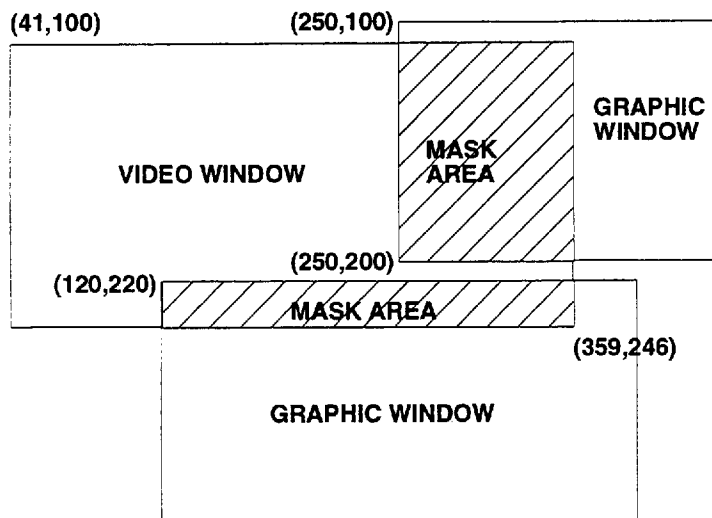 (41,100)
(250,100)
GRAPHIC
WINDOW
MASK
AREA
VIDEO WINDOW
(250,200)
(120,220)
MASK AREA
(359,246)
GRAPHIC WINDOW